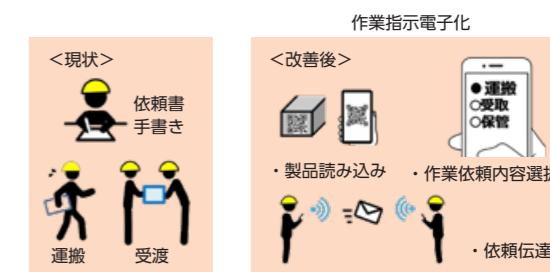 作業指示電子化
＜現状＞
依頼書
手書き
運搬
受渡
＜改善後＞
●運搬
○受取
○保管
・製品読み込み
・作業依頼内容選択
・依頼伝達